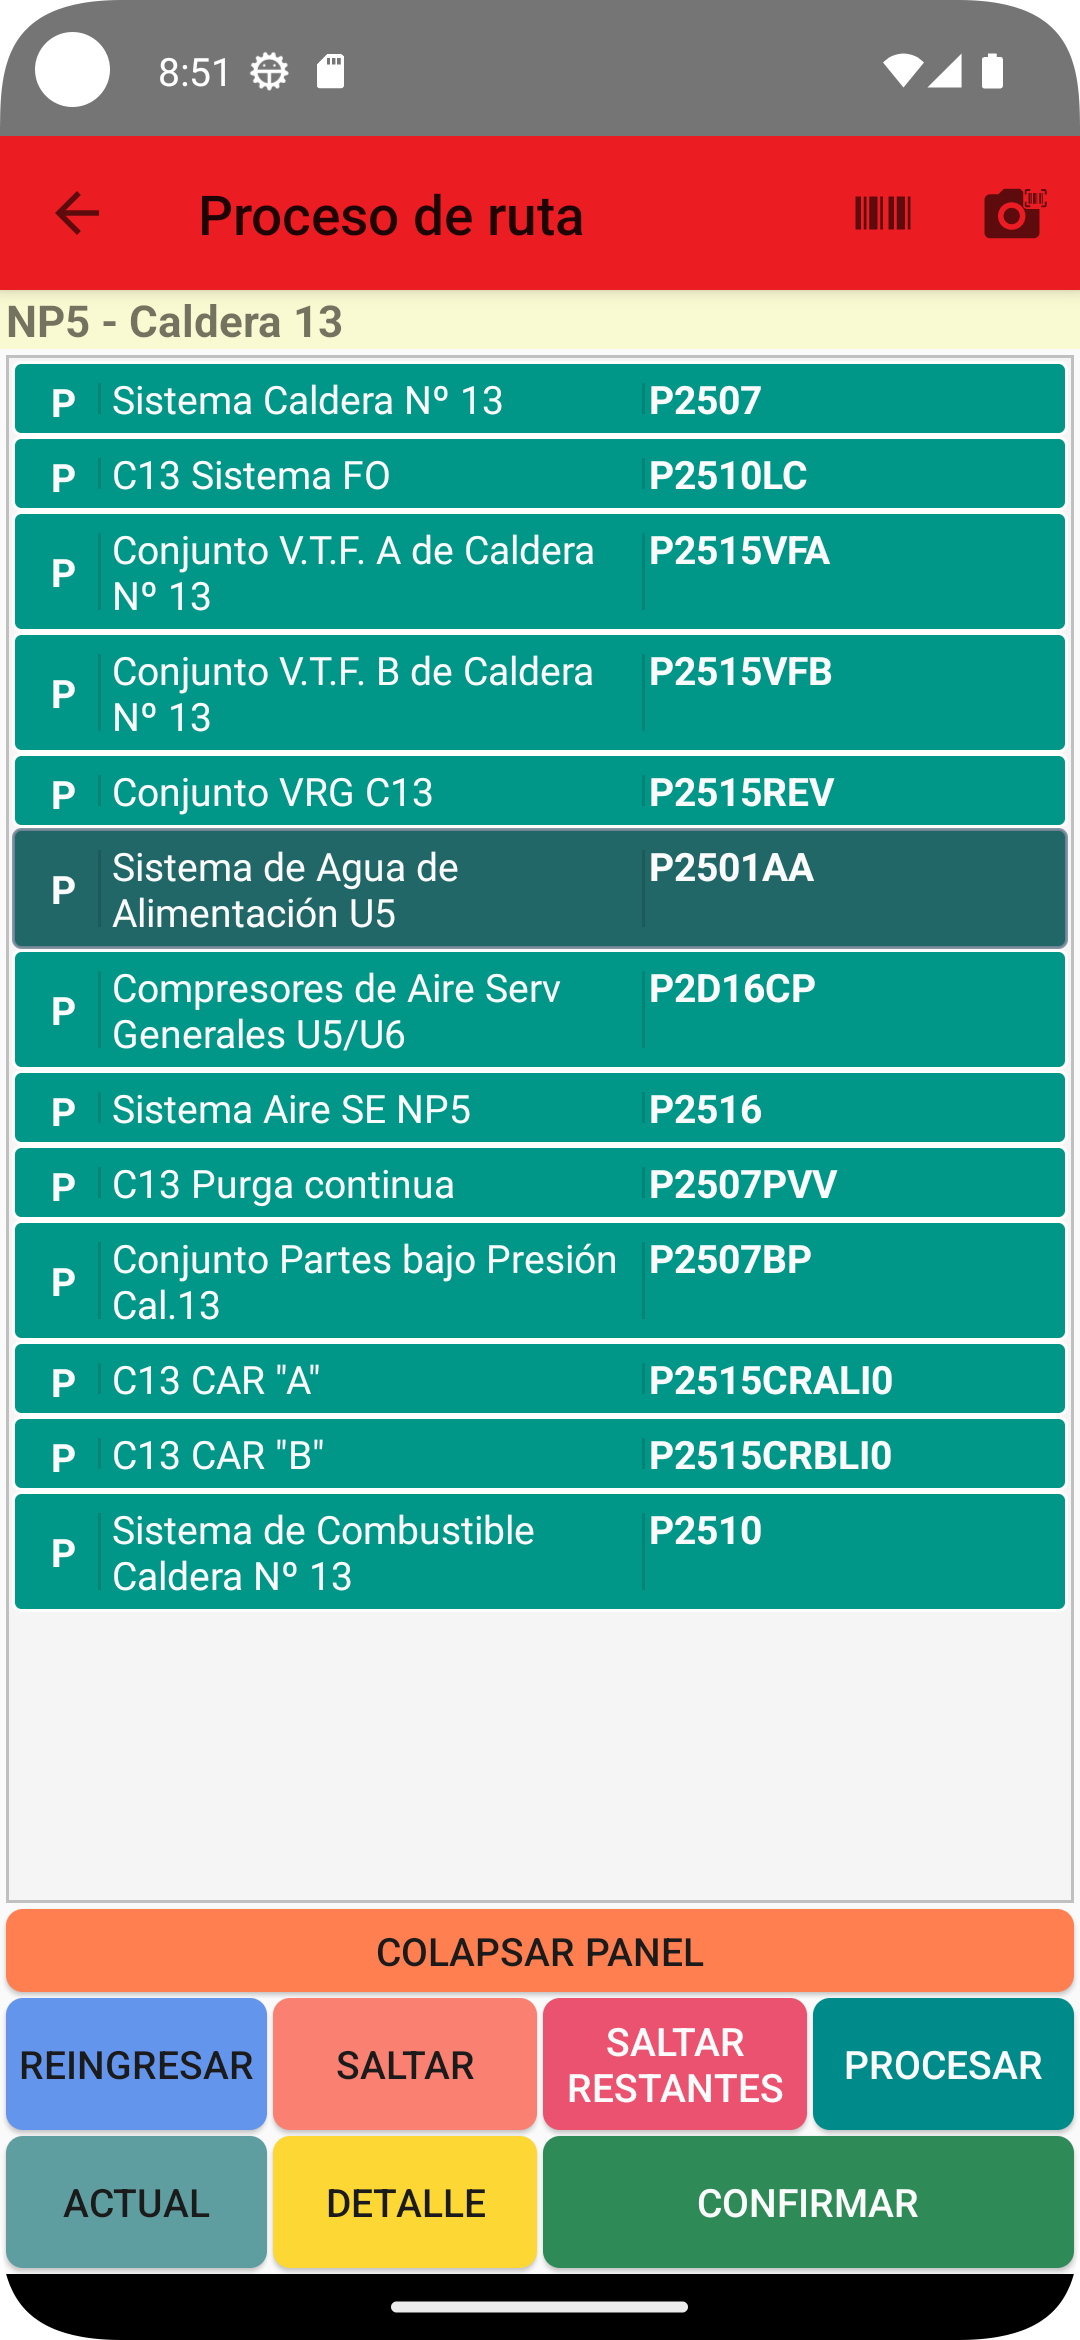 8:51
Proceso de ruta
NP5 - Caldera 13
P Sistema Caldera Nº 13 P2507
P C13 Sistema FO P2510LC
P Conjunto V.T.F. A de Caldera P2515VFA
Nº 13
P Conjunto V.T.F. B de Caldera P2515VFB
Nº 13
P Conjunto VRG C13 P2515REV
P Sistema de Agua de P2501AA
Alimentación U5
P Compresores de Aire Serv P2D16CP
Generales U5/U6
P Sistema Aire SE NP5 P2516
P C13 Purga continua P2507PVV
P Conjunto Partes bajo Presión P2507BP
Cal.13
P C13 CAR "A" P2515CRALI0
P C13 CAR "B" P2515CRBLI0
P Sistema de Combustible P2510
Caldera Nº 13
COLAPSAR PANEL
REINGRESAR
SALTAR
SALTAR
RESTANTES
PROCESAR
ACTUAL
DETALLE
CONFIRMAR